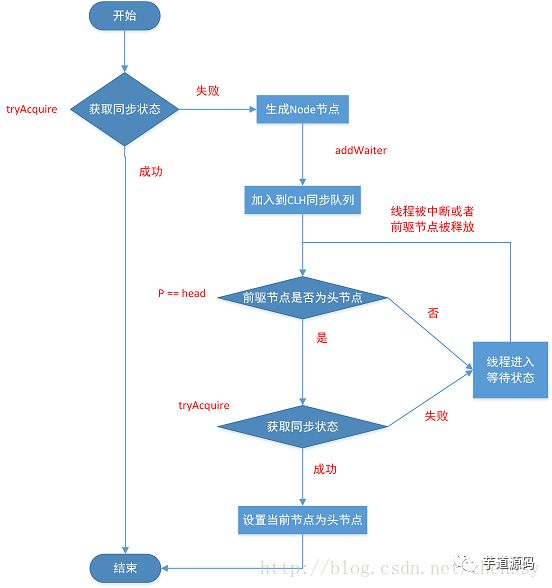 开始
获取同步状态
tryAcquire
失败
生成Node节点
成功
addWaiter
加入到CLH同步队列
线程被中断或者
前驱节点被释放
P == head
前驱节点是否为头节点
否
是
线程进入
等待状态
tryAcquire
获取同步状态
失败
成功
设置当前节点为头节点
结束
http://blog.csdn.net/
芋道源码